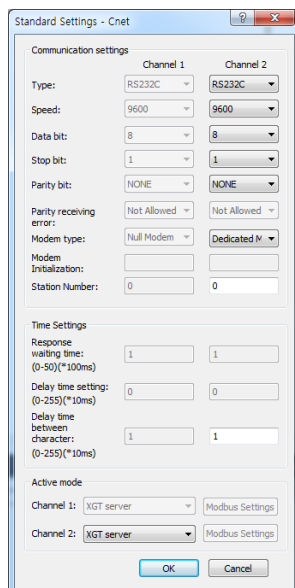 Standard Settings - Cnet
Communication settings
Channel 1 Channel 2
Type: RS232C RS232C
Speed: 9600 9600
Data bit: 8 8
Stop bit: 1 1
Parity bit: NONE NONE
Parity receiving
error: Not Allowed Not Allowed
Modem type: Null Modem Dedicated M
Modem
Initialization:
Station Number: 0 0
Time Settings
Response
waiting time: 1 1
(0-50)(*100ms)
Delay time setting: 0 0
(0-255)(*10ms)
Delay time
between
character: 1 1
(0-255)(*10ms)
Active mode
Channel 1: XGT server Modbus Settings
Channel 2: XGT server Modbus Settings
OK Cancel